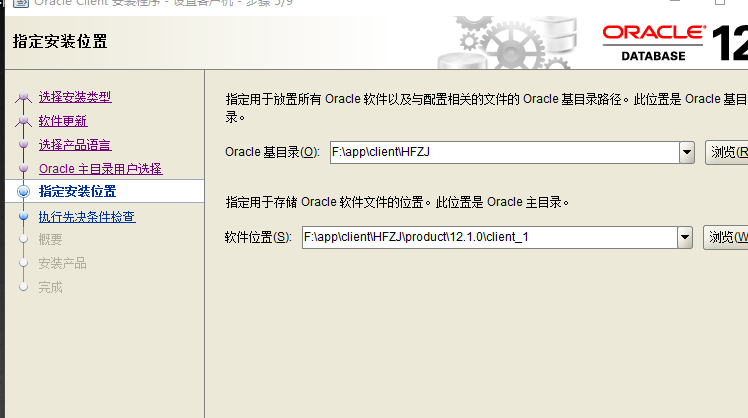 Oracle Client 安装程序 - 设置客户机 - 步骤 5/9
指定安装位置
ORACLE
DATABASE
12
选择安装类型
软件更新
选择产品语言
Oracle 主目录用户选择
指定安装位置
执行先决条件检查
概要
安装产品
完成
指定用于放置所有 Oracle 软件以及与配置相关的文件的 Oracle 基目录路径。此位置是 Oracle 基目
录。
Oracle 基目录(O):
F:\app\client\HFZJ
浏览(R
指定用于存储 Oracle 软件文件的位置。此位置是 Oracle 主目录。
软件位置(S):
F:\app\client\HFZJ\product\12.1.0\client_1
浏览(W